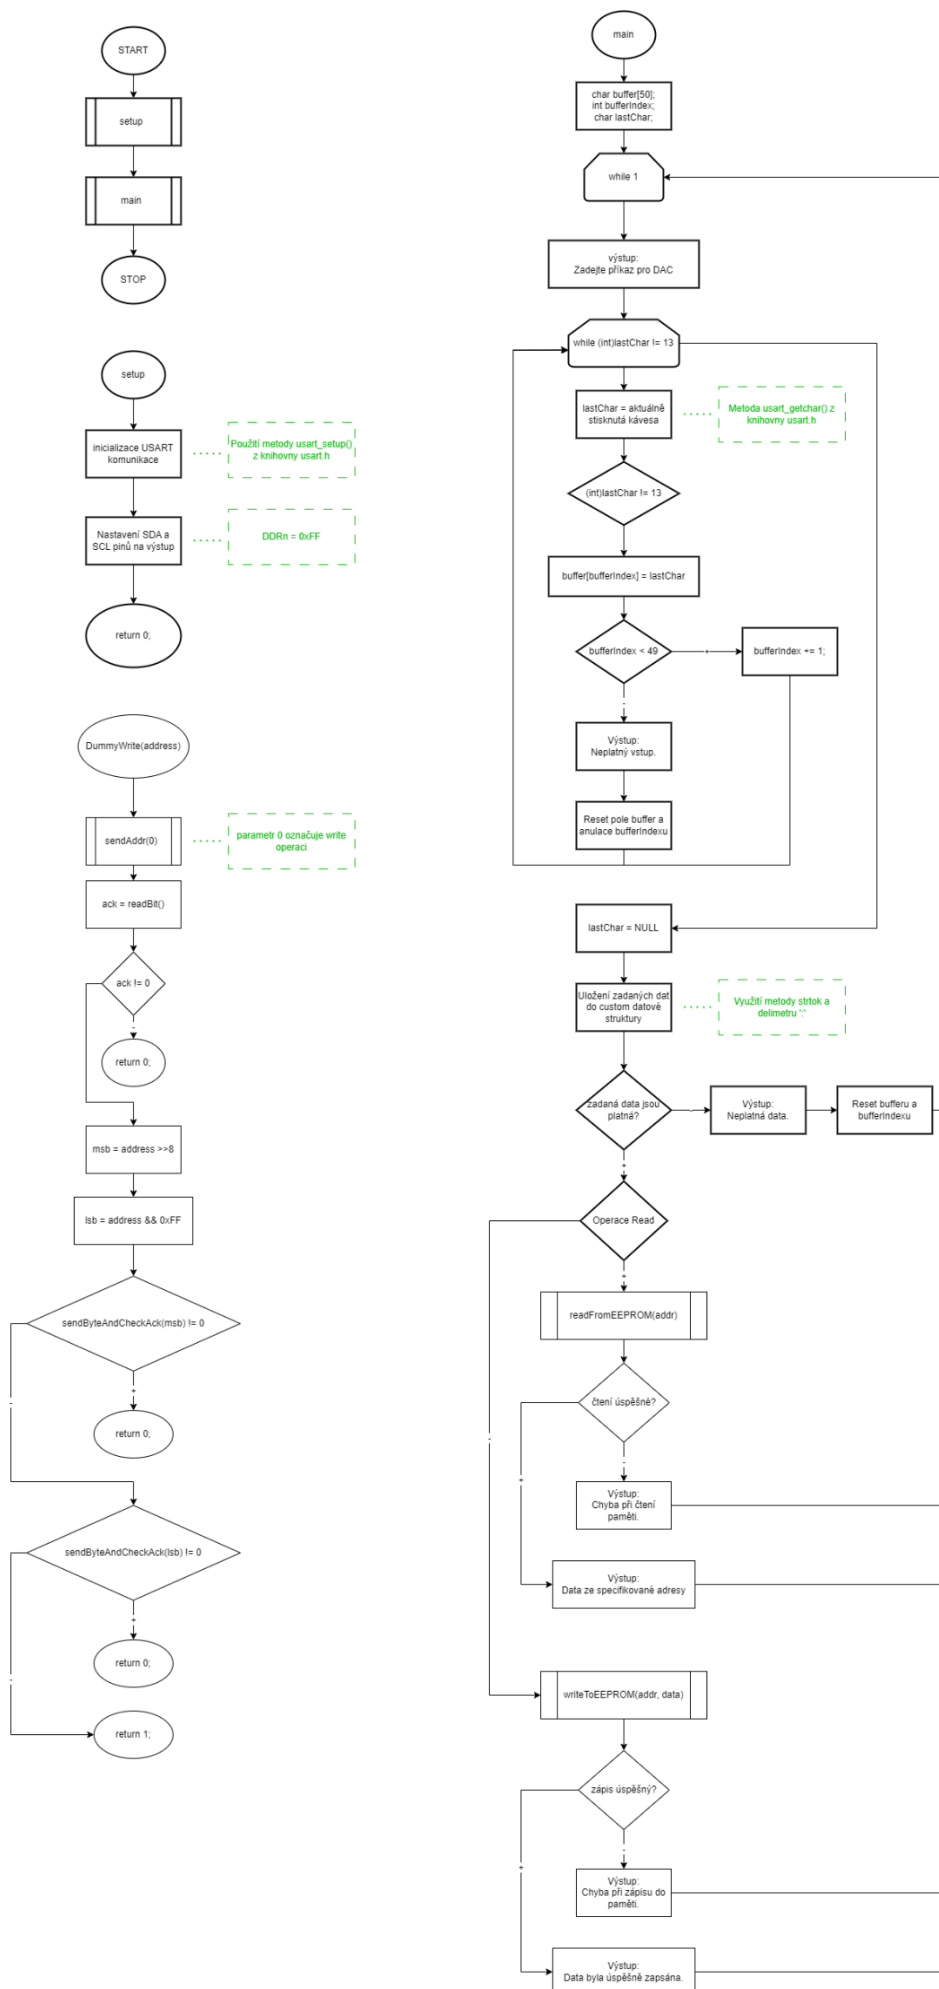 START
setup
main
STOP
setup
inicializace USART
komunikace
Použití metody usart_setup()
z knihovny usart.h
Nastavení SDA a
SCL pinů na výstup
DDRn = 0xFF
return 0;
DummyWrite(address)
sendAddr(0)
parametr 0 označuje write
operaci
ack = readBit()
ack != 0
-
return 0;
msb = address >>8
lsb = address && 0xFF
sendByteAndCheckAck(msb) != 0
-
+
return 0;
sendByteAndCheckAck(lsb) != 0
-
+
return 0;
return 1;
main
char buffer[50];
int bufferIndex;
char lastChar;
while 1
výstup:
Zadejte příkaz pro DAC
while (int)lastChar != 13
lastChar = aktuálně
stisknutá kávesa
Metoda usart_getchar() z
knihovny usart.h
(int)lastChar != 13
buffer[bufferIndex] = lastChar
bufferIndex < 49
+
bufferIndex += 1;
-
Výstup:
Neplatný vstup.
Reset pole buffer a
anulace bufferIndexu
lastChar = NULL
Uložení zadaných dat
do custom datové
struktury
Využití metody strtok a
delimetru ':'
zadaná data jsou
platná?
-
Výstup:
Neplatná data.
Reset bufferu a
bufferIndexu
+
Operace Read
-
+
readFromEEPROM(addr)
čtení úspěšné?
+
-
Výstup:
Chyba při čtení
paměti.
Výstup:
Data ze specifikované adresy
writeToEEPROM(addr, data)
zápis úspěšný?
+
-
Výstup:
Chyba při zápisu do
paměti.
Výstup:
Data byla úspěšně zapsána.